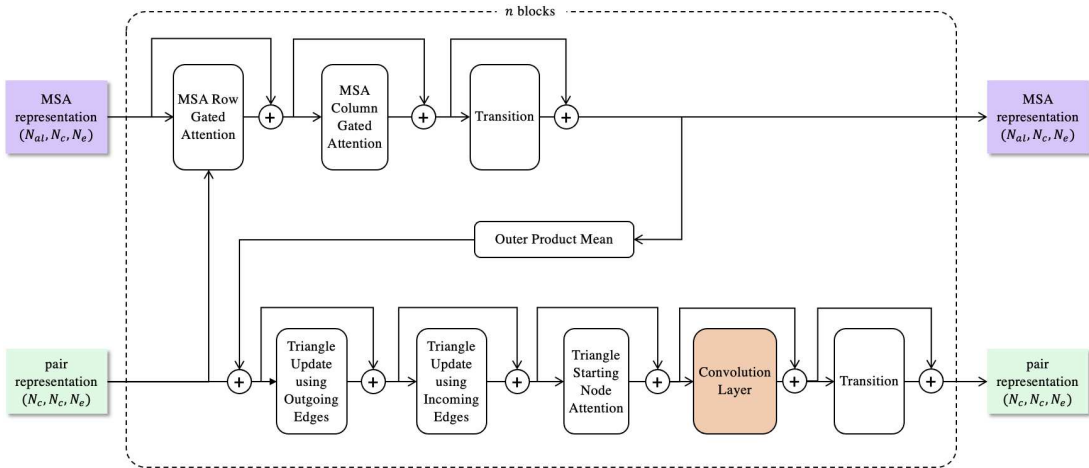 n blocks
MSA
representation
(N_al, N_c, N_e)
MSA Row
Gated
Attention
+
MSA
Column
Gated
Attention
+
Transition
+
MSA
representation
(N_al, N_c, N_e)
Outer Product Mean
pair
representation
(N_c, N_c, N_e)
+
Triangle
Update
using
Outgoing
Edges
+
Triangle
Update
using
Incoming
Edges
+
Triangle
Starting
Node
Attention
+
Convolution
Layer
+
Transition
+
pair
representation
(N_c, N_c, N_e)